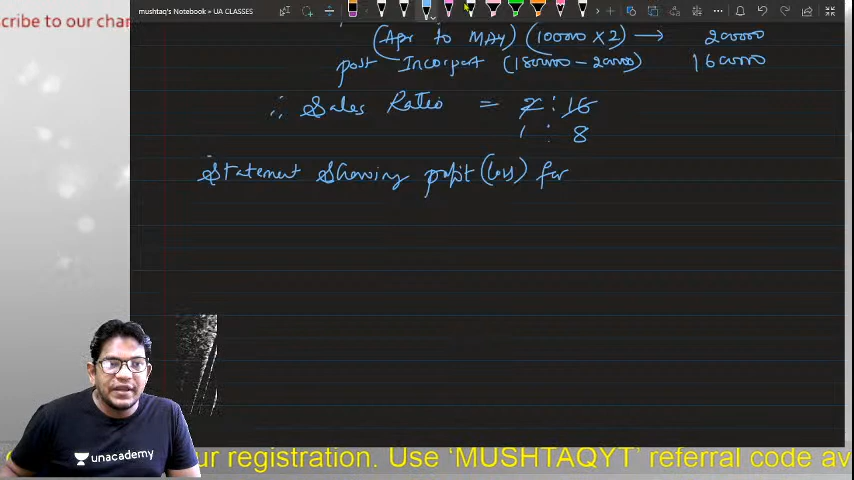 mushtaq's Notebook » UA CLASSES
scribe to our chan
(Apr to MAY) (100000 X 2) → 200000
post Incorport (1800000 - 200000) 1600000
∴ Sales Ratio = 2 : 16
1 : 8
Statement Showing profit (loss) for
unacademy
ur registration. Use 'MUSHTAQYT' referral code av